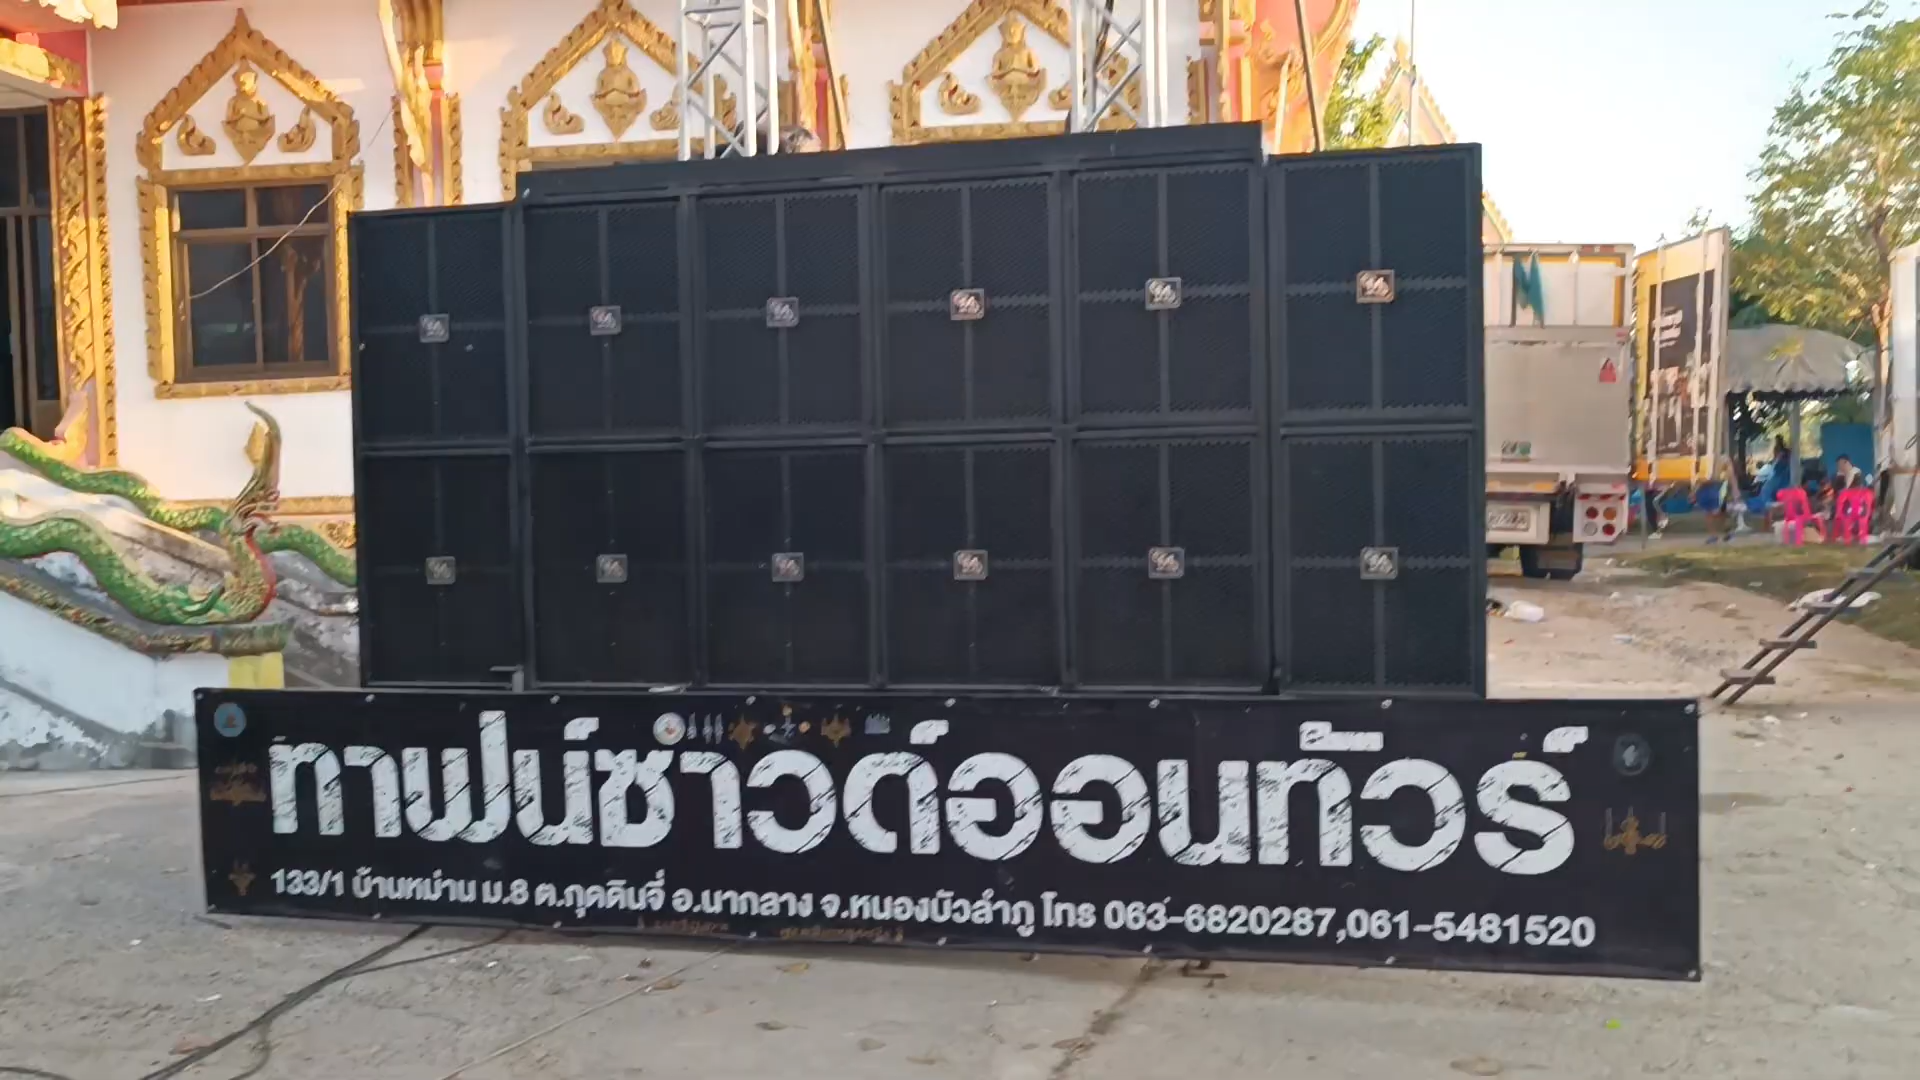 ทาฟน์ซำาวด์ออนทัวร์
133/1 บ้านหม่าน ม.8 ต.กุดดินจี่ อ.นากลาง จ.หนองบัวลำภู โทร 063-6820287,061-5481520